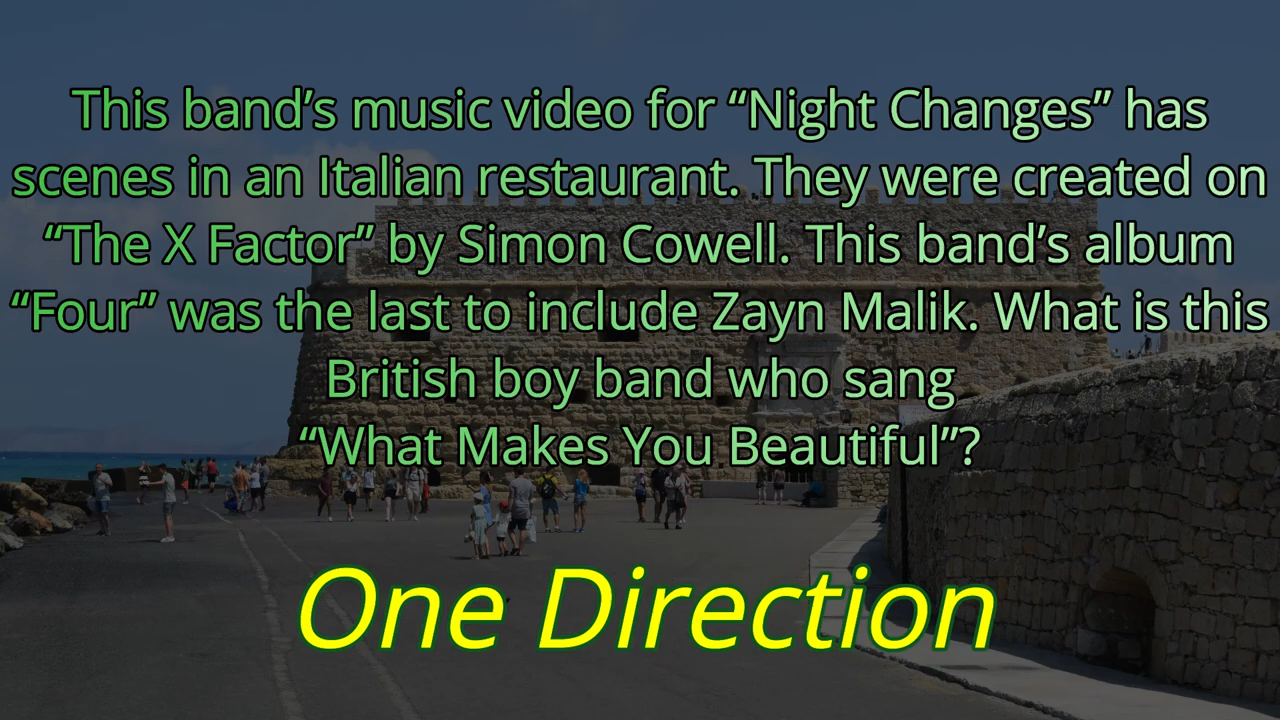 This band’s music video for “Night Changes” has
scenes in an Italian restaurant. They were created on
“The X Factor” by Simon Cowell. This band’s album
“Four” was the last to include Zayn Malik. What is this
British boy band who sang
“What Makes You Beautiful”?
One Direction